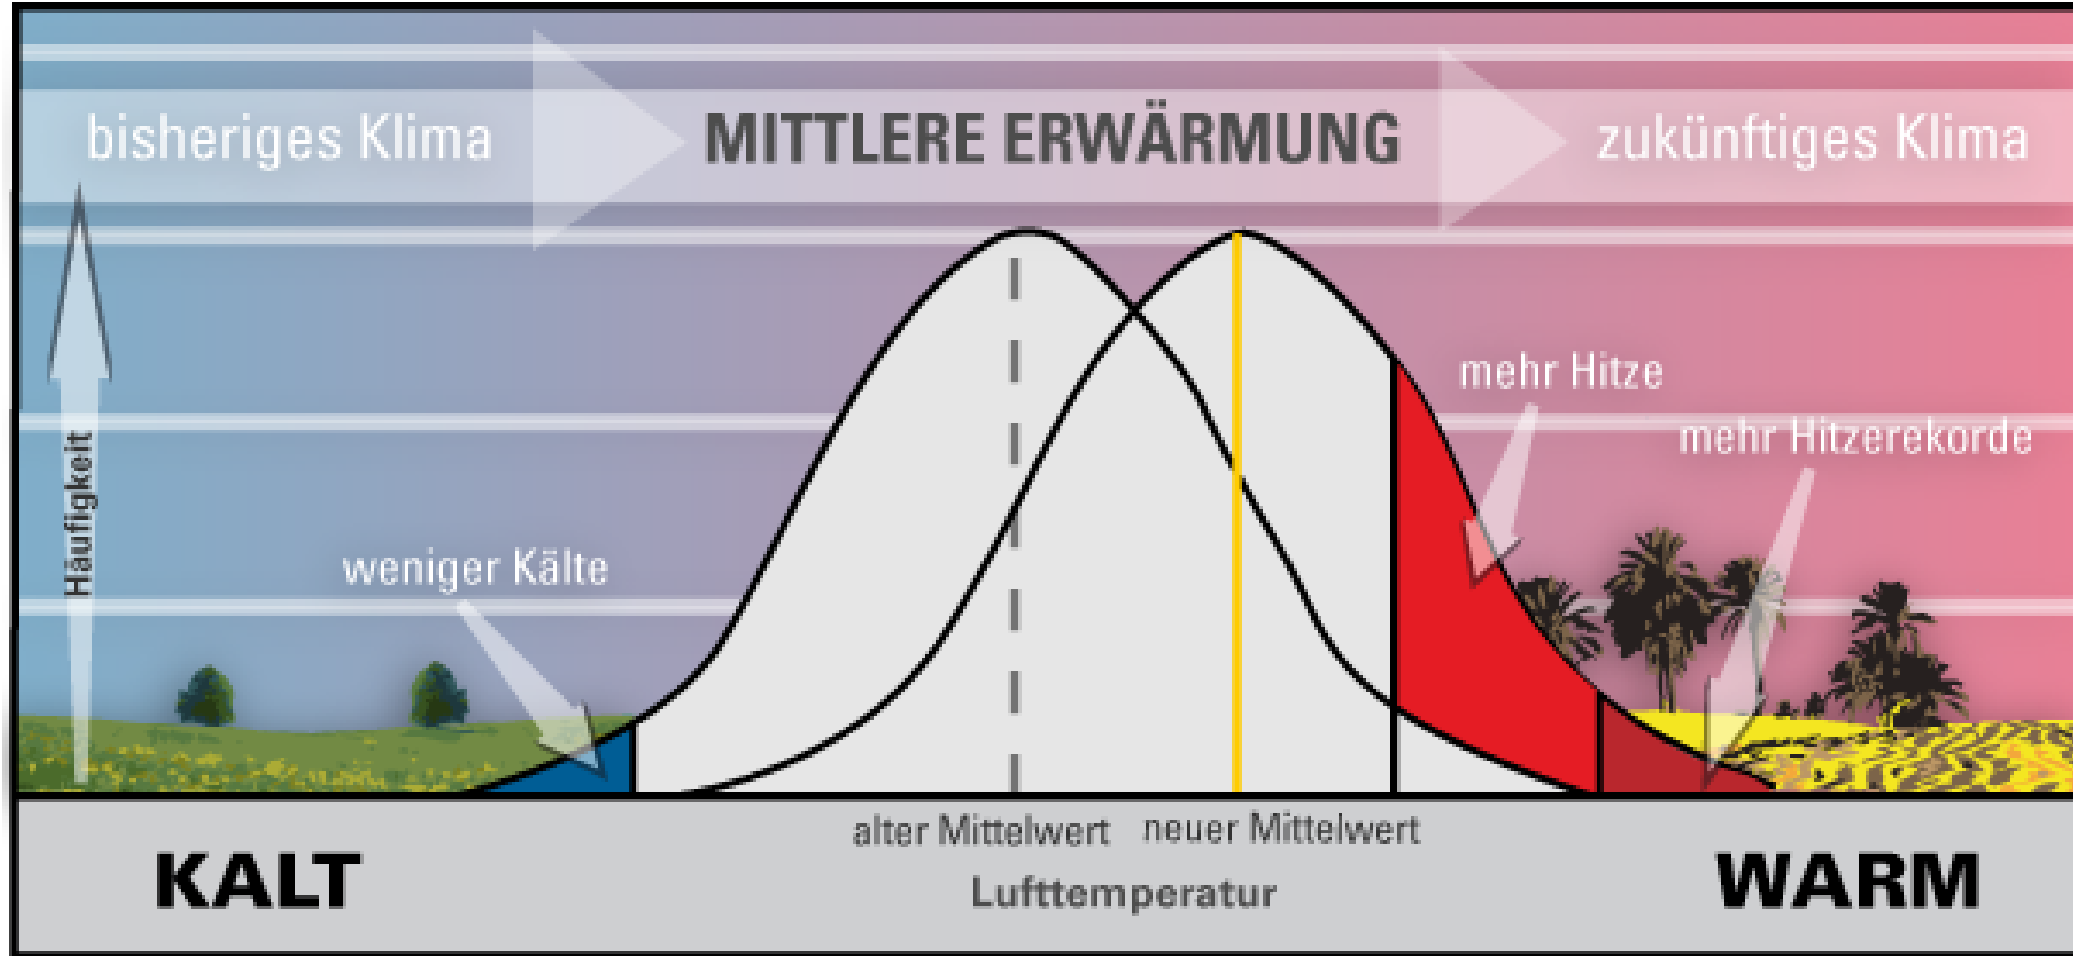 bisheriges Klima
MITTLERE ERWÄRMUNG
zukünftiges Klima
mehr Hitze
mehr Hitzerekorde
Häufigkeit
weniger Kälte
alter Mittelwert
neuer Mittelwert
KALT
Lufttemperatur
WARM